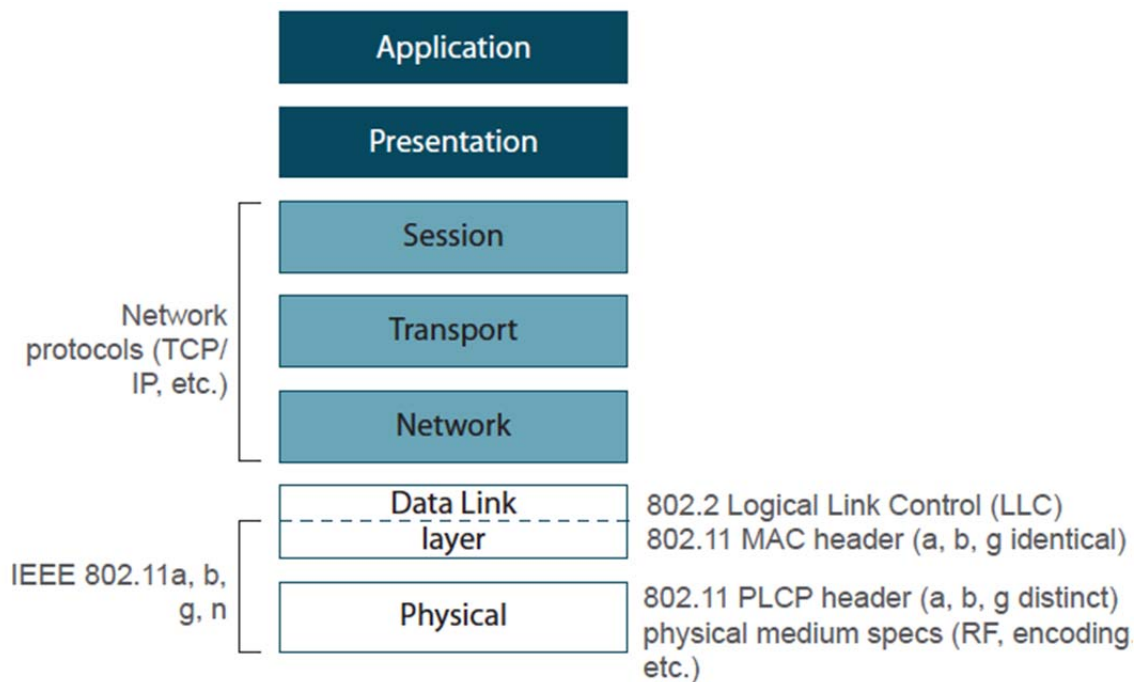 Application
Presentation
Session
Network
protocols (TCP/
IP, etc.)
Transport
Network
Data Link
layer
802.2 Logical Link Control (LLC)
802.11 MAC header (a, b, g identical)
IEEE 802.11a, b,
g, n
Physical
802.11 PLCP header (a, b, g distinct)
physical medium specs (RF, encoding
etc.)